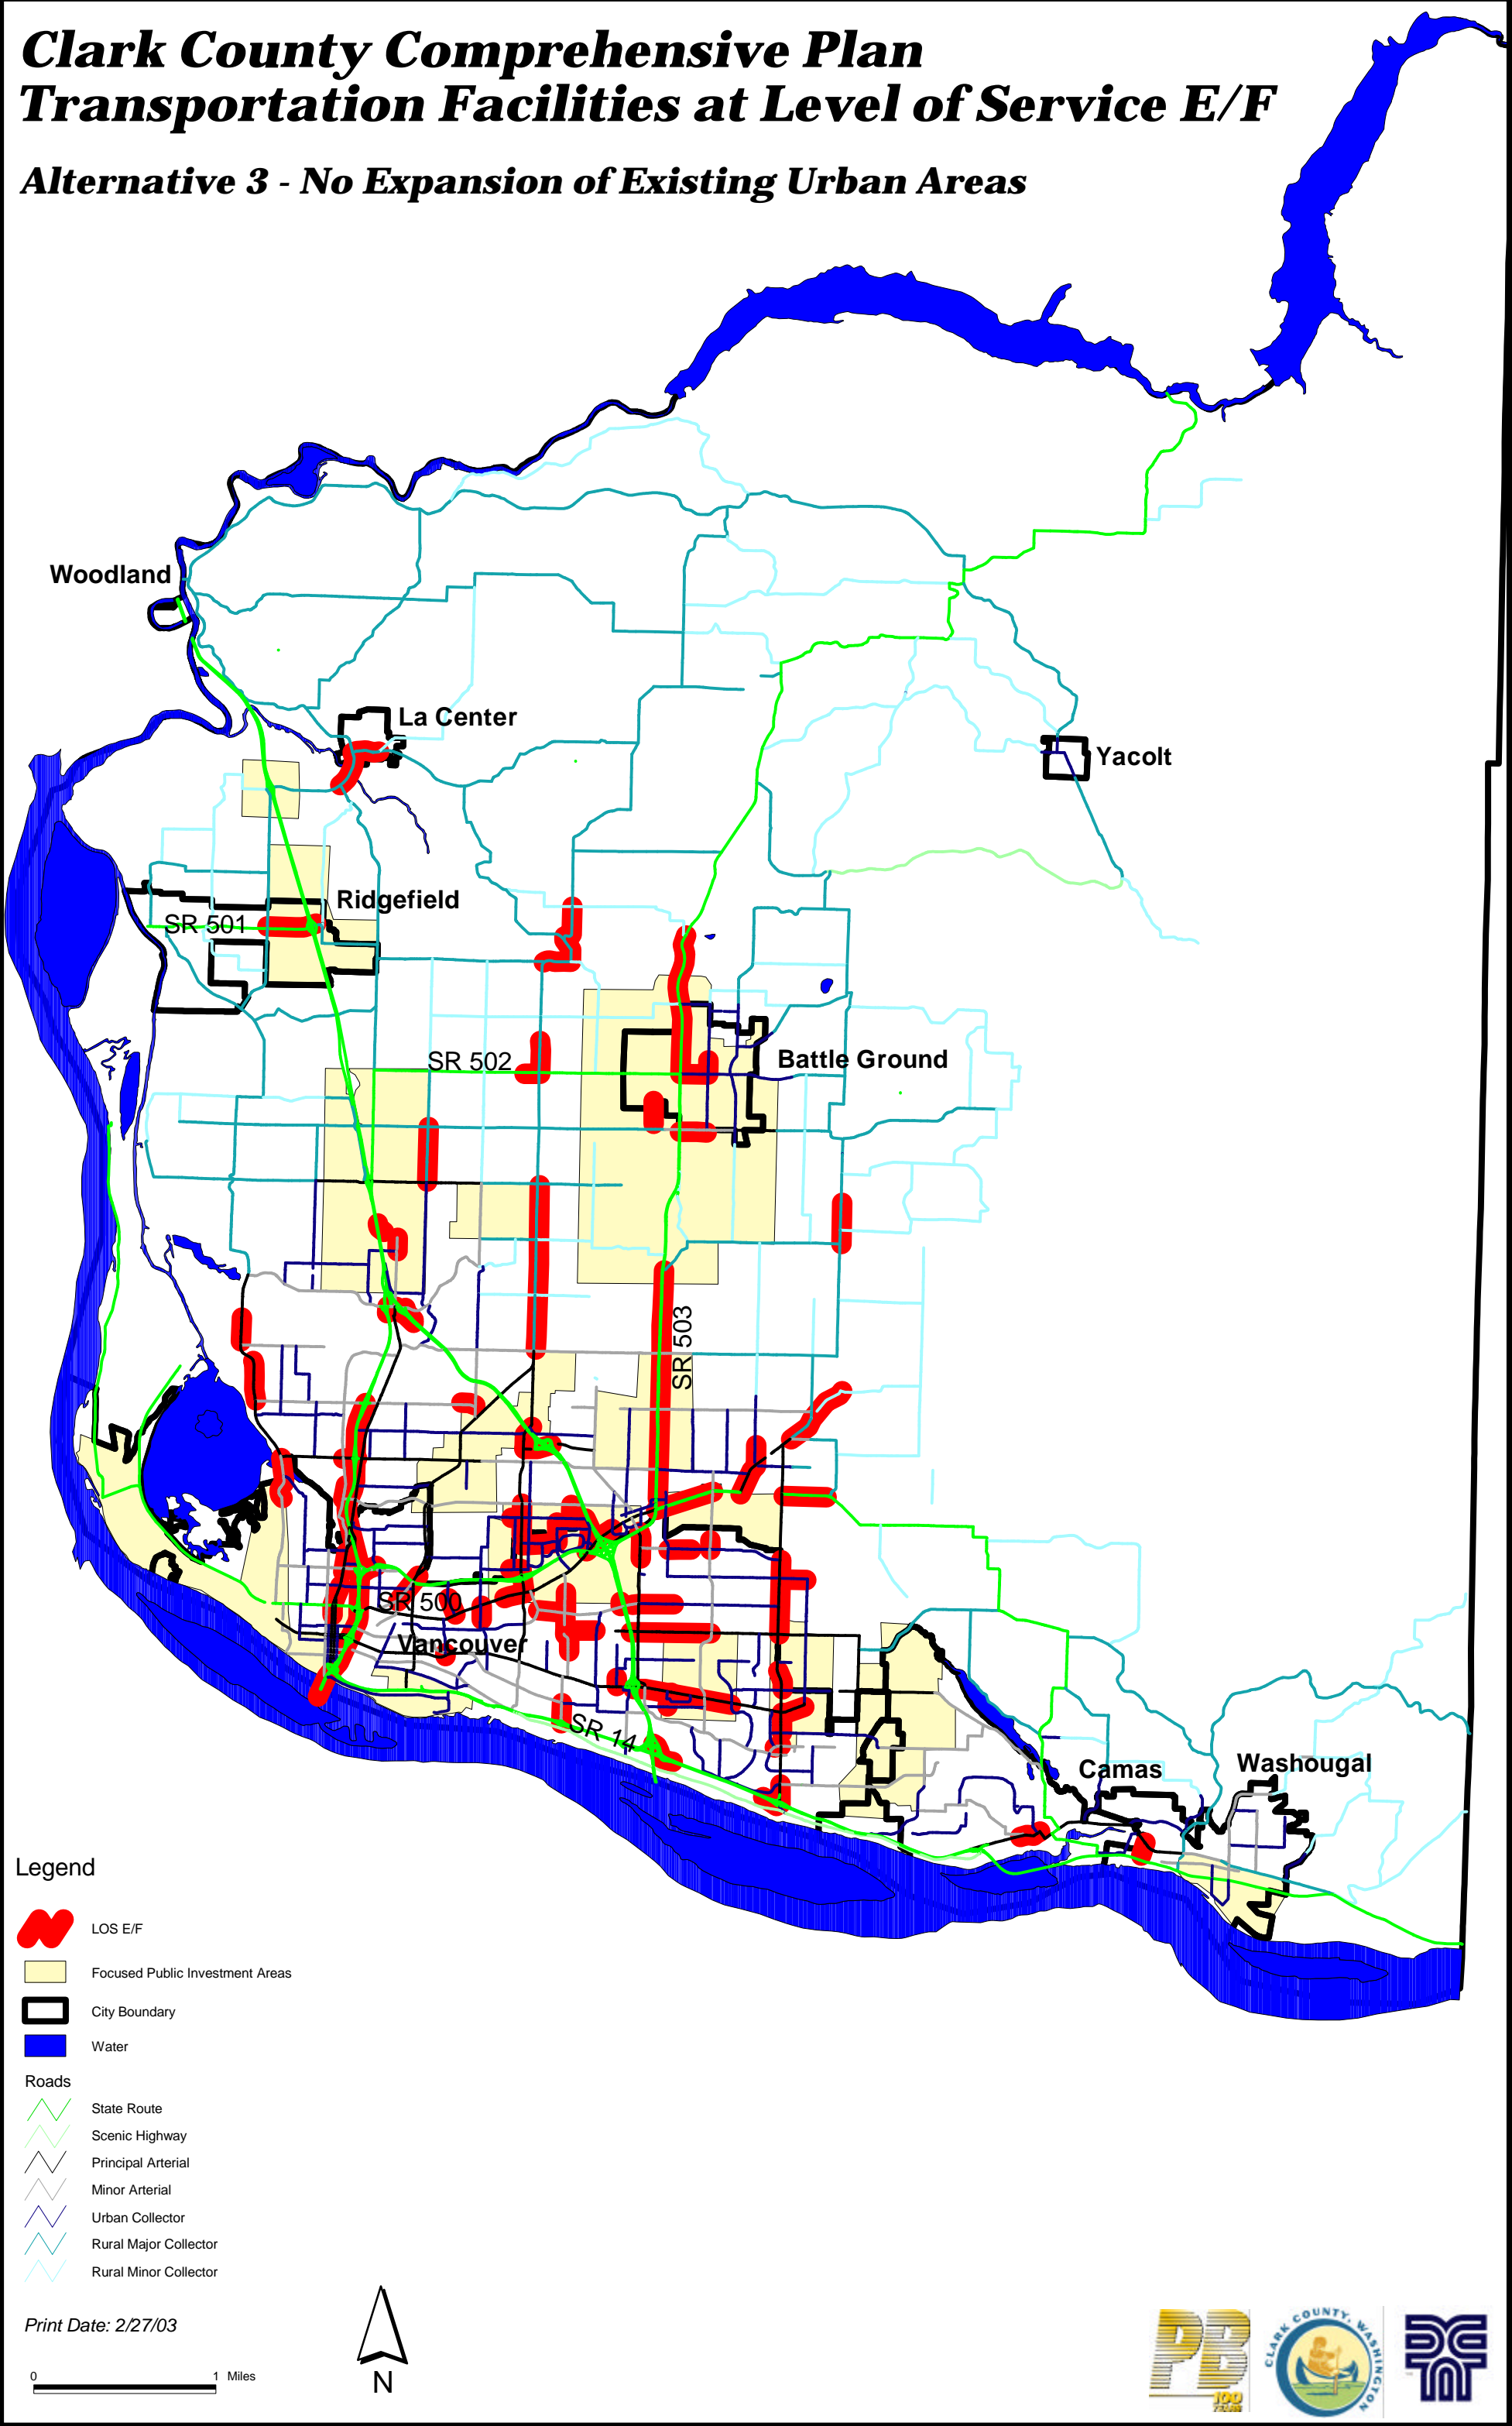 Clark County Comprehensive Plan
Transportation Facilities at Level of Service E/F
Alternative 3 - No Expansion of Existing Urban Areas
Woodland
La Center
Yacolt
Ridgefield
SR 501
SR 502
Battle Ground
SR 503
SR 500
Vancouver
SR 14
Camas
Washougal
Legend
LOS E/F
Focused Public Investment Areas
City Boundary
Water
Roads
State Route
Scenic Highway
Principal Arterial
Minor Arterial
Urban Collector
Rural Major Collector
Rural Minor Collector
Print Date: 2/27/03
0 1 Miles
N
PB
100
YEARS
CLARK COUNTY, WASHINGTON